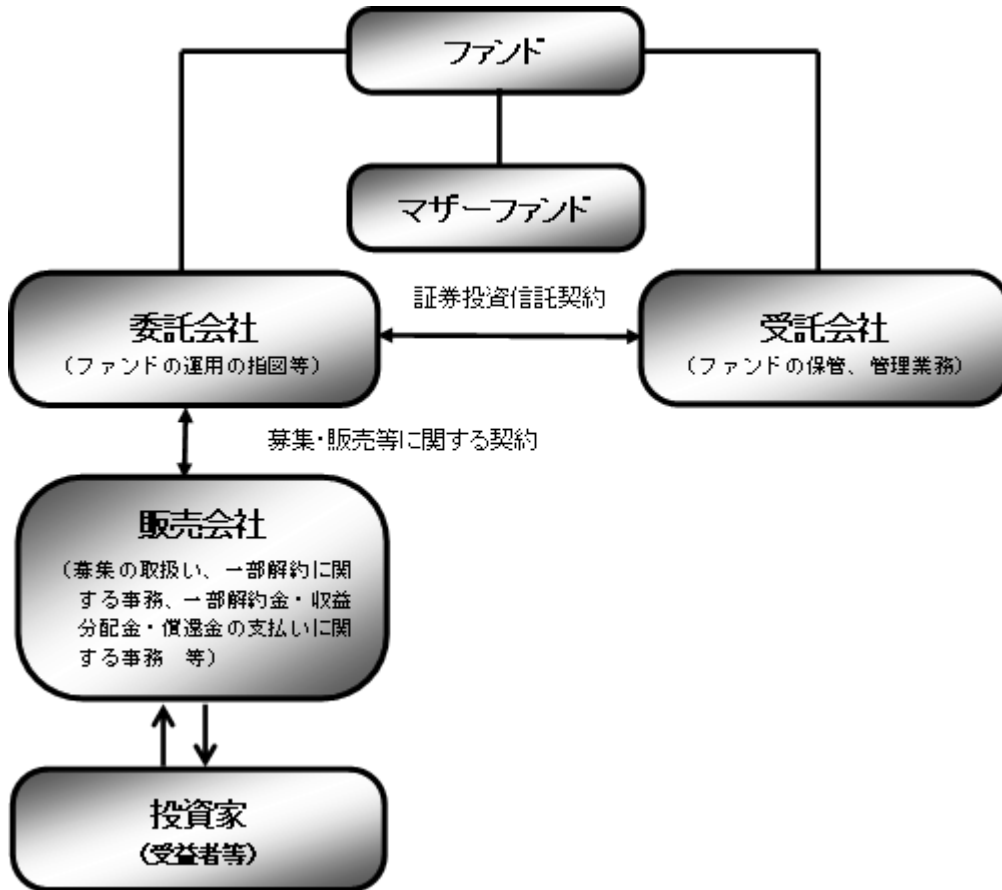 ファンド
マザーファンド
証券投資信託契約
委託会社
(ファンドの運用の指図等)
受託会社
(ファンドの保管、管理業務)
募集・販売等に関する契約
販売会社
(募集の取扱い、一部解約に関
する事務、一部解約金・収益
分配金・償還金の支払いに関
する事務　等)
投資家
(受益者等)